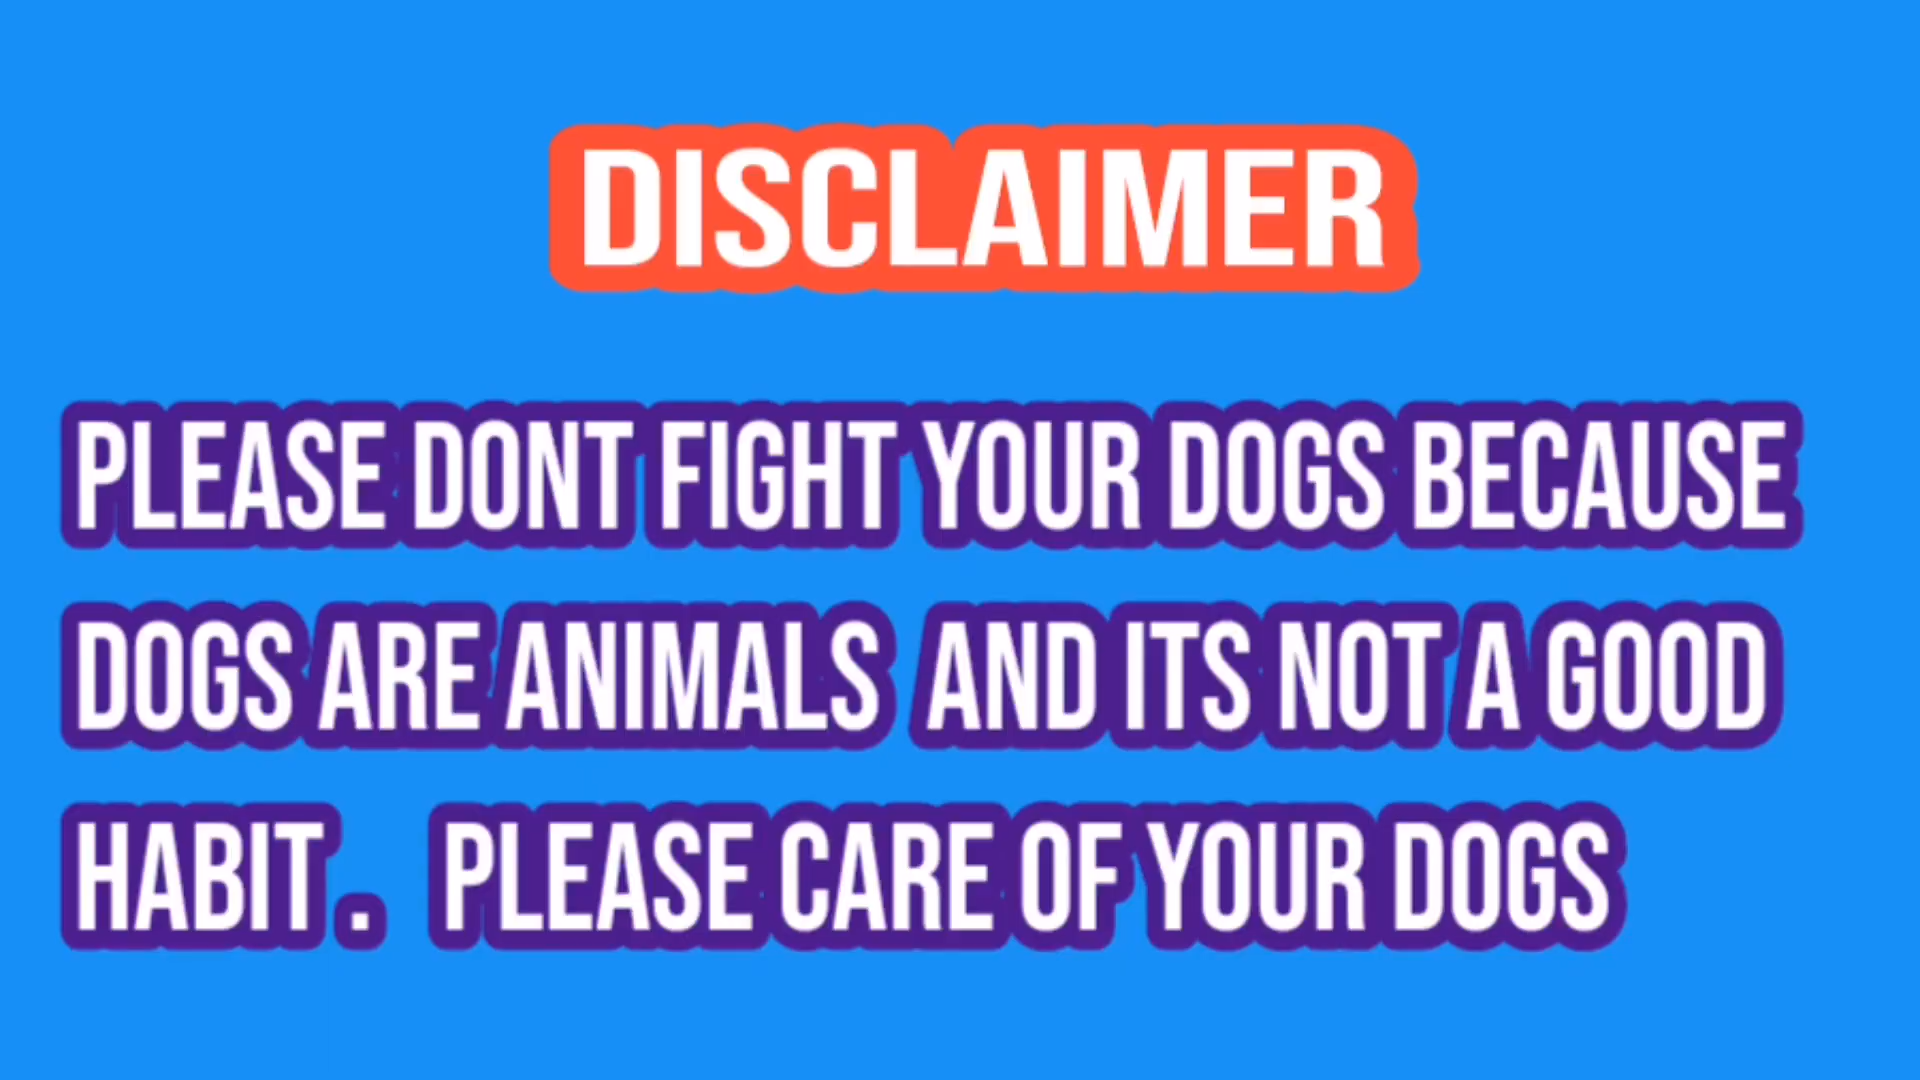 DISCLAIMER
PLEASE DONT FIGHT YOUR DOGS BECAUSE
DOGS ARE ANIMALS AND ITS NOT A GOOD
HABIT. PLEASE CARE OF YOUR DOGS